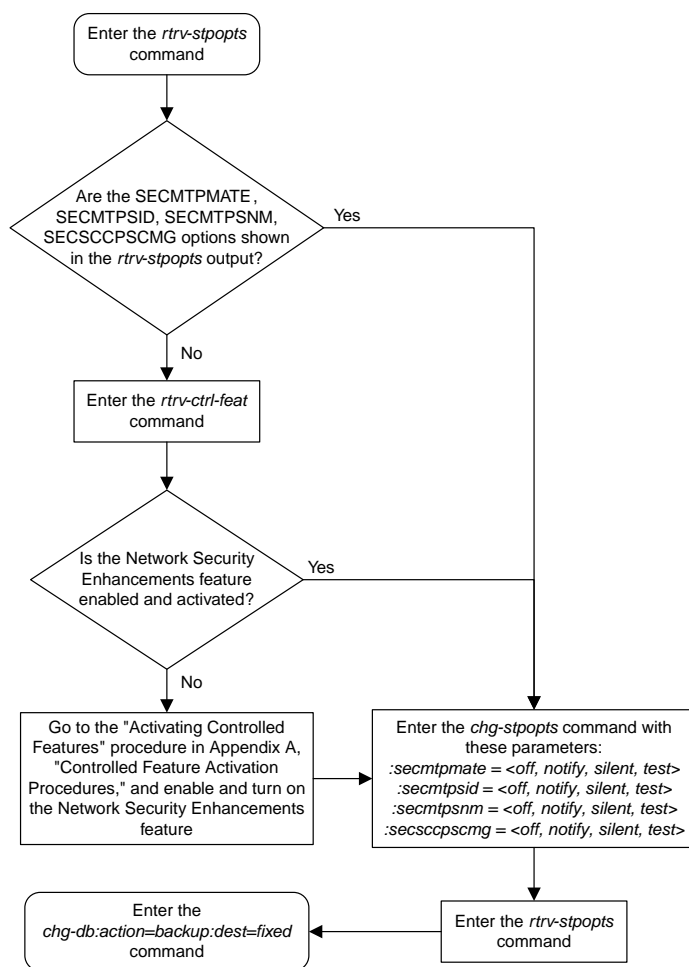 Enter the rtrv-stpopts
command
Are the SECMTPMATE,
SECMTPSID, SECMTPSNM,
SECSCCPSCMG options shown
in the rtrv-stpopts output?
Yes
No
Enter the rtrv-ctrl-feat
command
Is the Network Security
Enhancements feature
enabled and activated?
Yes
No
Go to the "Activating Controlled
Features" procedure in Appendix A,
"Controlled Feature Activation
Procedures," and enable and turn on
the Network Security Enhancements
feature
Enter the chg-stpopts command with
these parameters:
:secmtpmate = <off, notify, silent, test>
:secmtpsid = <off, notify, silent, test>
:secmtpsnm = <off, notify, silent, test>
:secsccpscmg = <off, notify, silent, test>
Enter the rtrv-stpopts
command
Enter the
chg-db:action=backup:dest=fixed
command